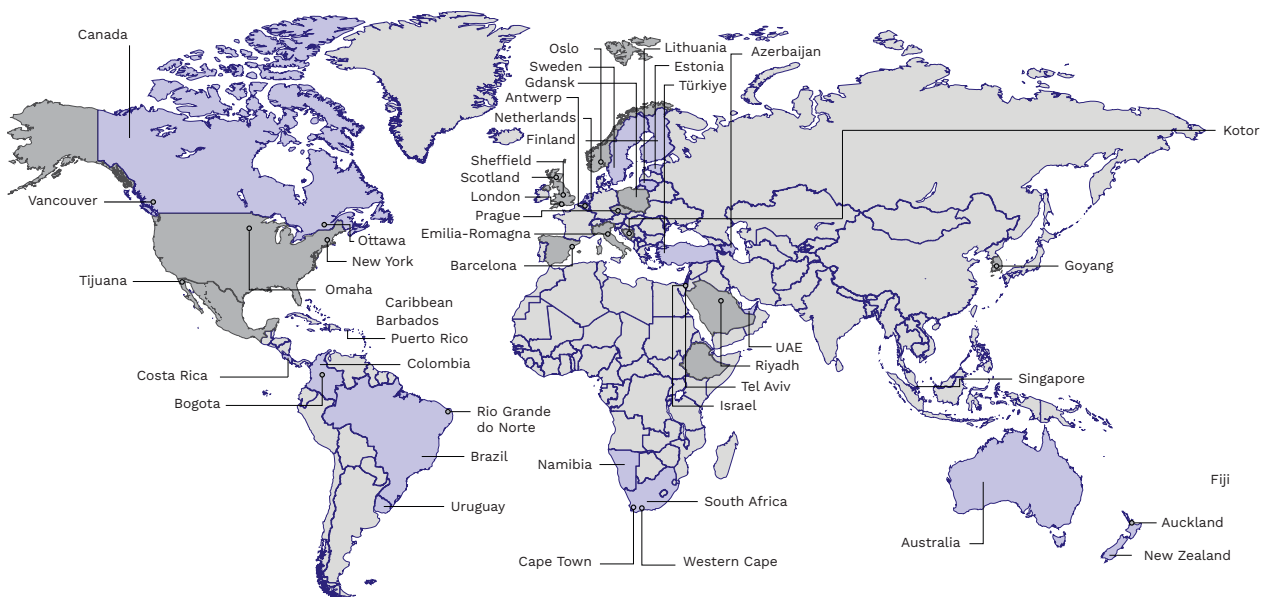 Canada
Oslo
Lithuania
Azerbaijan
Sweden
Estonia
Gdansk
Türkiye
Antwerp
Netherlands
Kotor
Finland
Sheffield
Scotland
Vancouver
London
Prague
Emilia-Romagna
Ottawa
New York
Barcelona
Goyang
Tijuana
Omaha
Caribbean
Barbados
Puerto Rico
UAE
Colombia
Riyadh
Costa Rica
Singapore
Tel Aviv
Bogota
Israel
Rio Grande
do Norte
Brazil
Namibia
Fiji
South Africa
Uruguay
Auckland
Australia
New Zealand
Cape Town
Western Cape